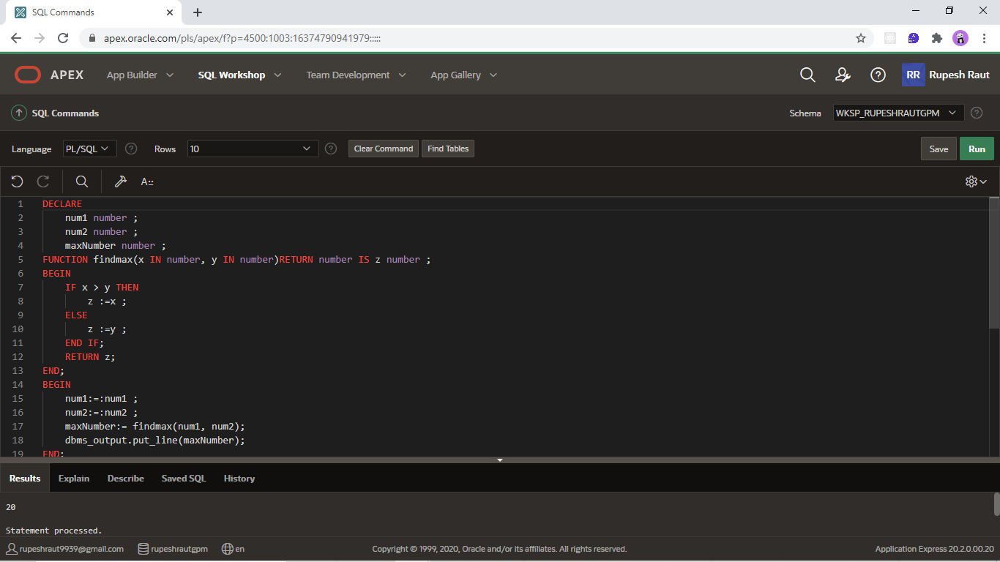 SQL Commands
apex.oracle.com/pls/apex/f?p=4500:1003:16374790941979:::::
APEX App Builder SQL Workshop Team Development App Gallery RR Rupesh Raut
SQL Commands Schema WKSP_RUPESHRAUTGPM
Language PL/SQL Rows 10 Clear Command Find Tables Save Run
A::
1 DECLARE
2 num1 number ;
3 num2 number ;
4 maxNumber number ;
5 FUNCTION findmax(x IN number, y IN number)RETURN number IS z number ;
6 BEGIN
7 IF x > y THEN
8 z :=x ;
9 ELSE
10 z :=y ;
11 END IF;
12 RETURN z;
13 END;
14 BEGIN
15 num1:=:num1 ;
16 num2:=:num2 ;
17 maxNumber:= findmax(num1, num2);
18 dbms_output.put_line(maxNumber);
19 END;
Results Explain Describe Saved SQL History
20
Statement processed.
rupeshraut9939@gmail.com rupeshrautgpm en Copyright © 1999, 2020, Oracle and/or its affiliates. All rights reserved. Application Express 20.2.0.00.20